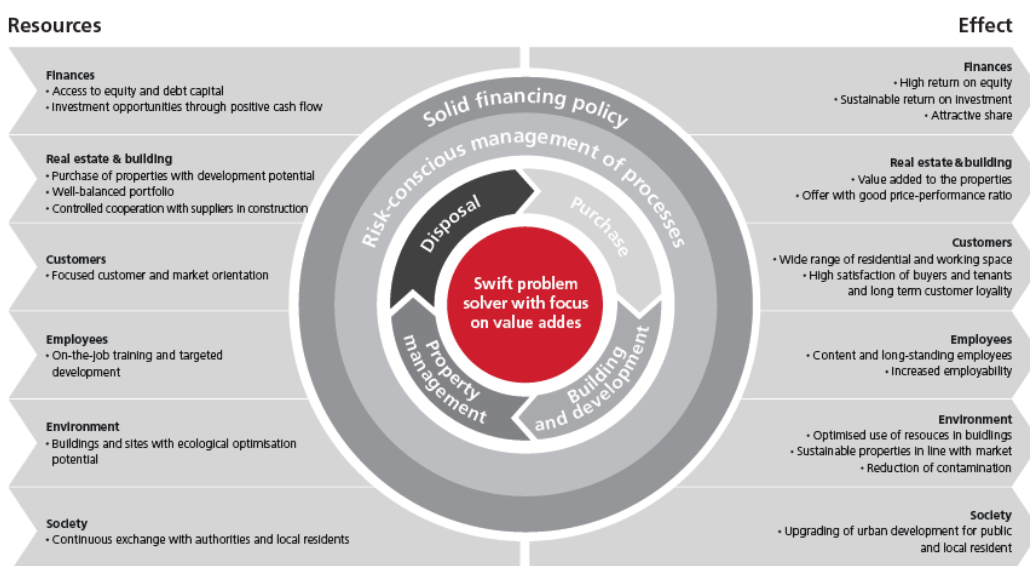 Resources
Effect
Finances
• Access to equity and debt capital
• Investment opportunities through positive cash flow
Real estate & building
• Purchase of properties with development potential
• Well-balanced portfolio
• Controlled cooperation with suppliers in construction
Customers
• Focused customer and market orientation
Employees
• On-the-job training and targeted
development
Environment
• Buildings and sites with ecological optimisation
potential
Society
• Continuous exchange with authorities and local residents
Solid financing policy
Risk-conscious management of processes
Disposal
Purchase
Building
and development
Property
management
Swift problem
solver with focus
on value addes
Finances
• High return on equity
• Sustainable return on investment
• Attractive share
Real estate & building
• Value added to the properties
• Offer with good price-performance ratio
Customers
• Wide range of residential and working space
• High satisfaction of buyers and tenants
and long term customer loyality
Employees
• Content and long-standing employees
• Increased employability
Environment
• Optimised use of resouces in buidlings
• Sustainable properties in line with market
• Reduction of contamination
Society
• Upgrading of urban development for public
and local resident